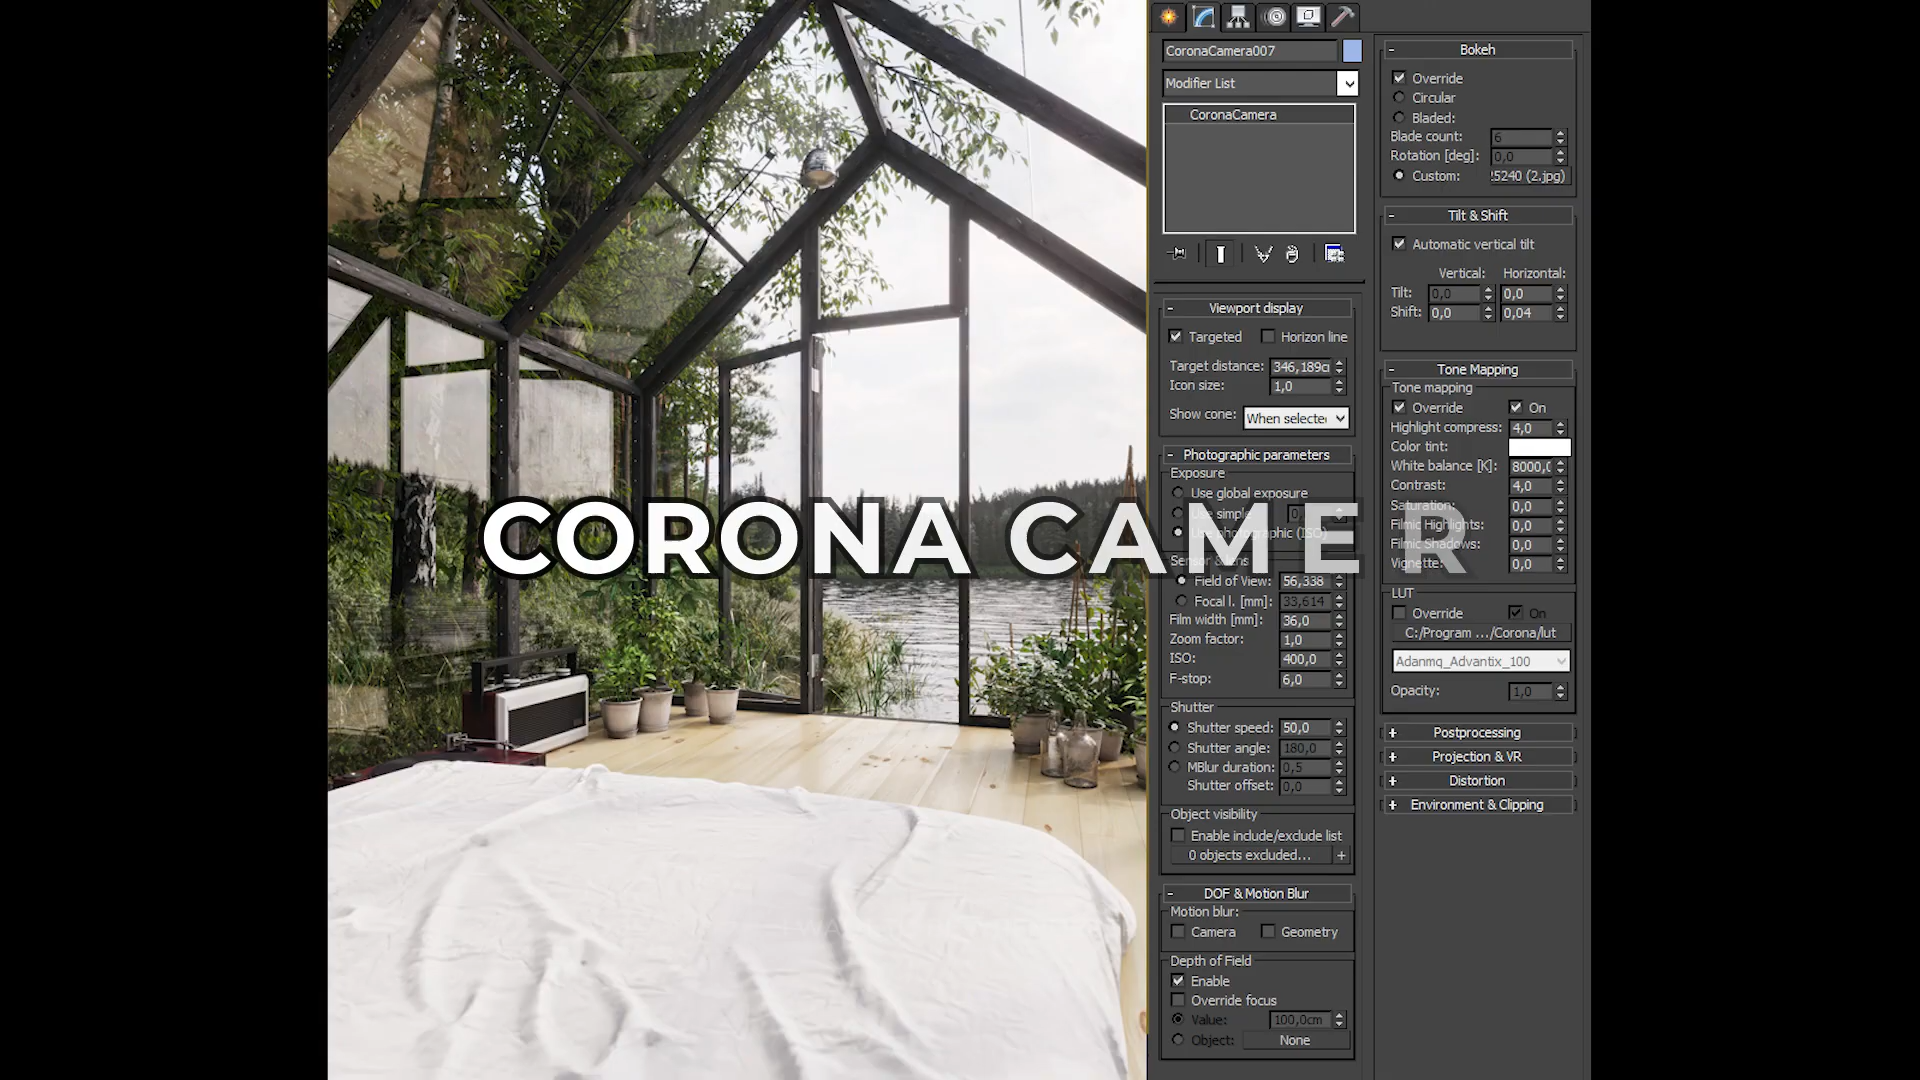 CoronaCamera007
Modifier List
CoronaCamera
Viewport display
Targeted Horizon line
Target distance: 346,189c
Icon size: 1,0
Show cone: When selecte
Photographic parameters
Exposure
Use global exposure
Use simple 0,
Use photographic (ISO)
CORONA CAMER
Sensor & lens
Field of View: 56,338
Focal l. [mm]: 33,614
Film width [mm]: 36,0
Zoom factor: 1,0
ISO: 400,0
F-stop: 6,0
Shutter
Shutter speed: 50,0
Shutter angle: 180,0
MBlur duration: 0,5
Shutter offset: 0,0
Object visibility
Enable include/exclude list
0 objects excluded... +
DOF & Motion Blur
Motion blur:
Camera Geometry
Depth of Field
Enable
Override focus
Value: 100,0cm
Object: None
Bokeh
Override
Circular
Bladed:
Blade count: 6
Rotation [deg]: 0,0
Custom: !5240 (2.jpg)
Tilt & Shift
Automatic vertical tilt
Vertical: Horizontal:
Tilt: 0,0 0,0
Shift: 0,0 0,04
Tone Mapping
Tone mapping
Override On
Highlight compress: 4,0
Color tint:
White balance [K]: 8000,0
Contrast: 4,0
Saturation: 0,0
Filmic Highlights: 0,0
Filmic Shadows: 0,0
Vignette: 0,0
LUT
Override On
C:/Program .../Corona/lut
Adanmq_Advantix_100
Opacity: 1,0
Postprocessing
Projection & VR
Distortion
Environment & Clipping